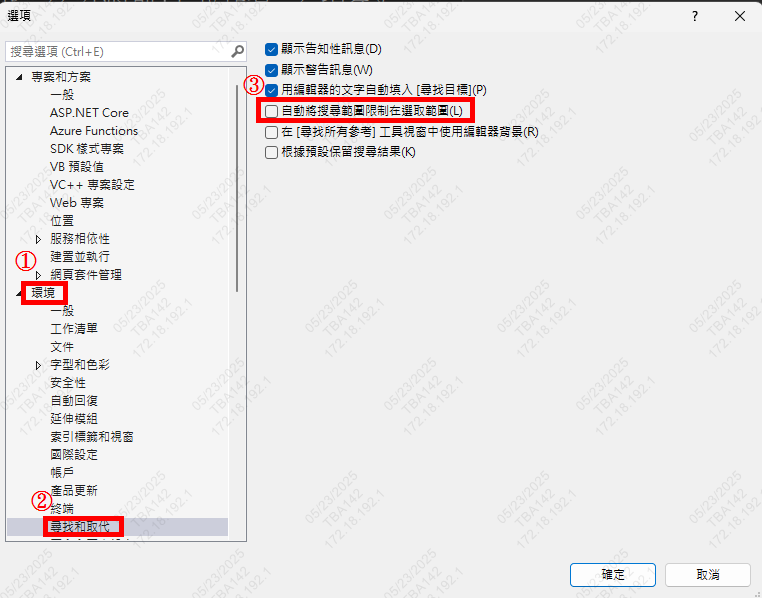 選項
?
搜尋選項 (Ctrl+E)
專案和方案
一般
ASP.NET Core
Azure Functions
SDK 樣式專案
VB 預設值
VC++ 專案設定
Web 專案
位置
服務相依性
建置並執行
網頁套件管理
①
環境
一般
工作清單
文件
字型和色彩
安全性
自動回復
延伸模組
索引標籤和視窗
國際設定
帳戶
產品更新
終端
②
尋找和取代
顯示告知性訊息(D)
顯示警告訊息(W)
③
用編輯器的文字自動填入 [尋找目標](P)
自動將搜尋範圍限制在選取範圍(L)
在 [尋找所有參考] 工具視窗中使用編輯器背景(R)
根據預設保留搜尋結果(K)
確定
取消
05/23/2025
TBA142
172.18.192.1